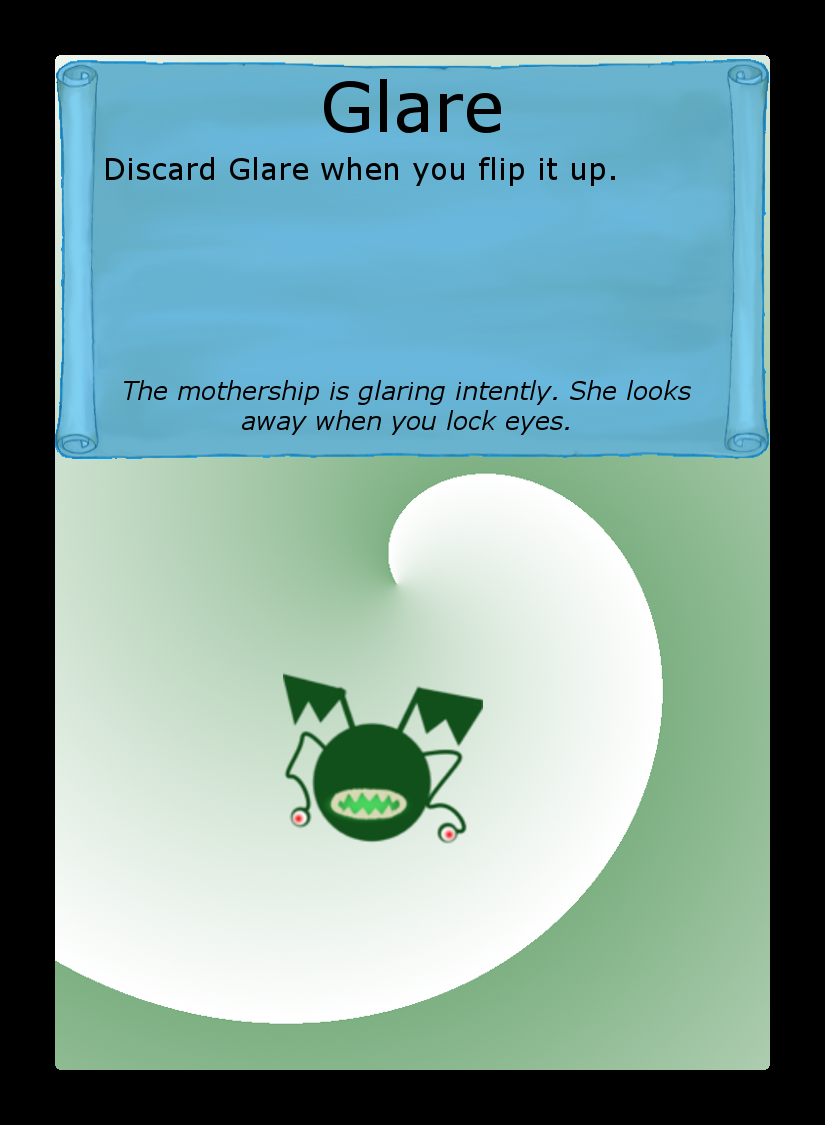 Glare
Discard Glare when you flip it up.
The mothership is glaring intently. She looks
away when you lock eyes.